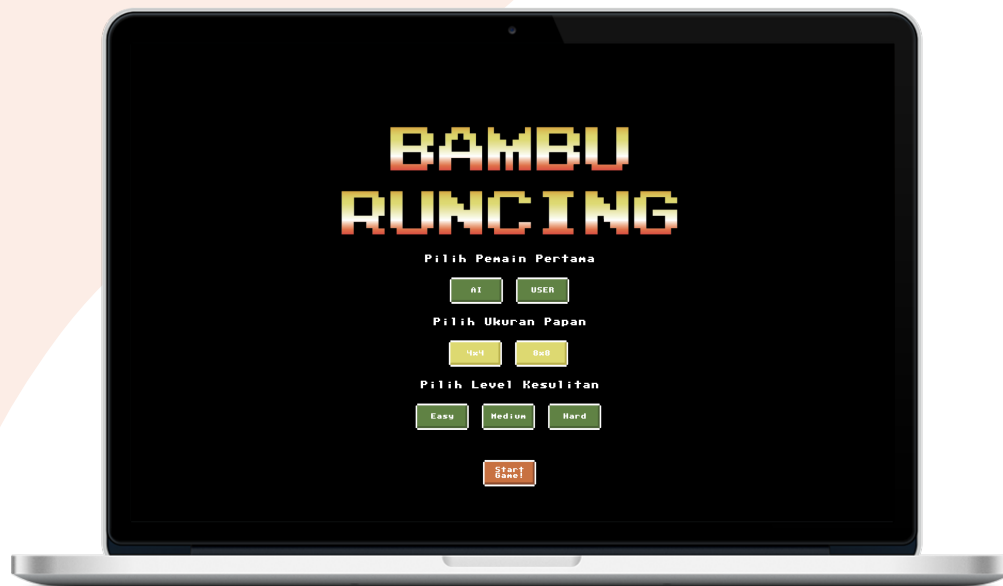 BAMBU
RUNCING
Pilih Pemain Pertama
AI USER
Pilih Ukuran Papan
4x4 8x8
Pilih Level Kesulitan
Easy Medium Hard
Start
Game!